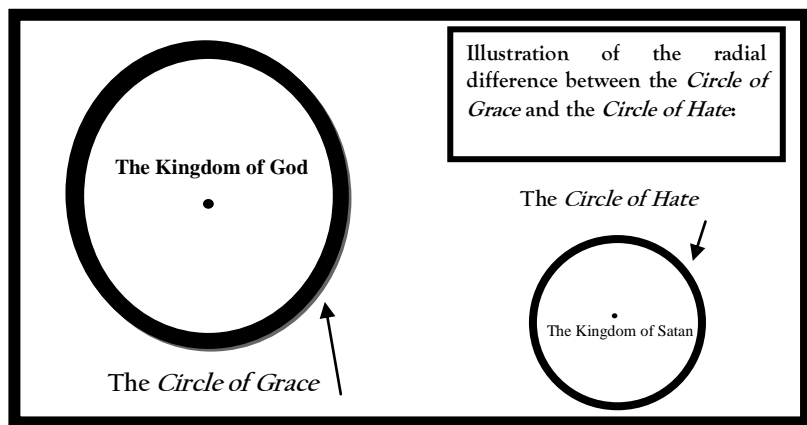 Illustration of the radial
difference between the Circle of
Grace and the Circle of Hate:
The Kingdom of God
The Circle of Hate
The Kingdom of Satan
The Circle of Grace